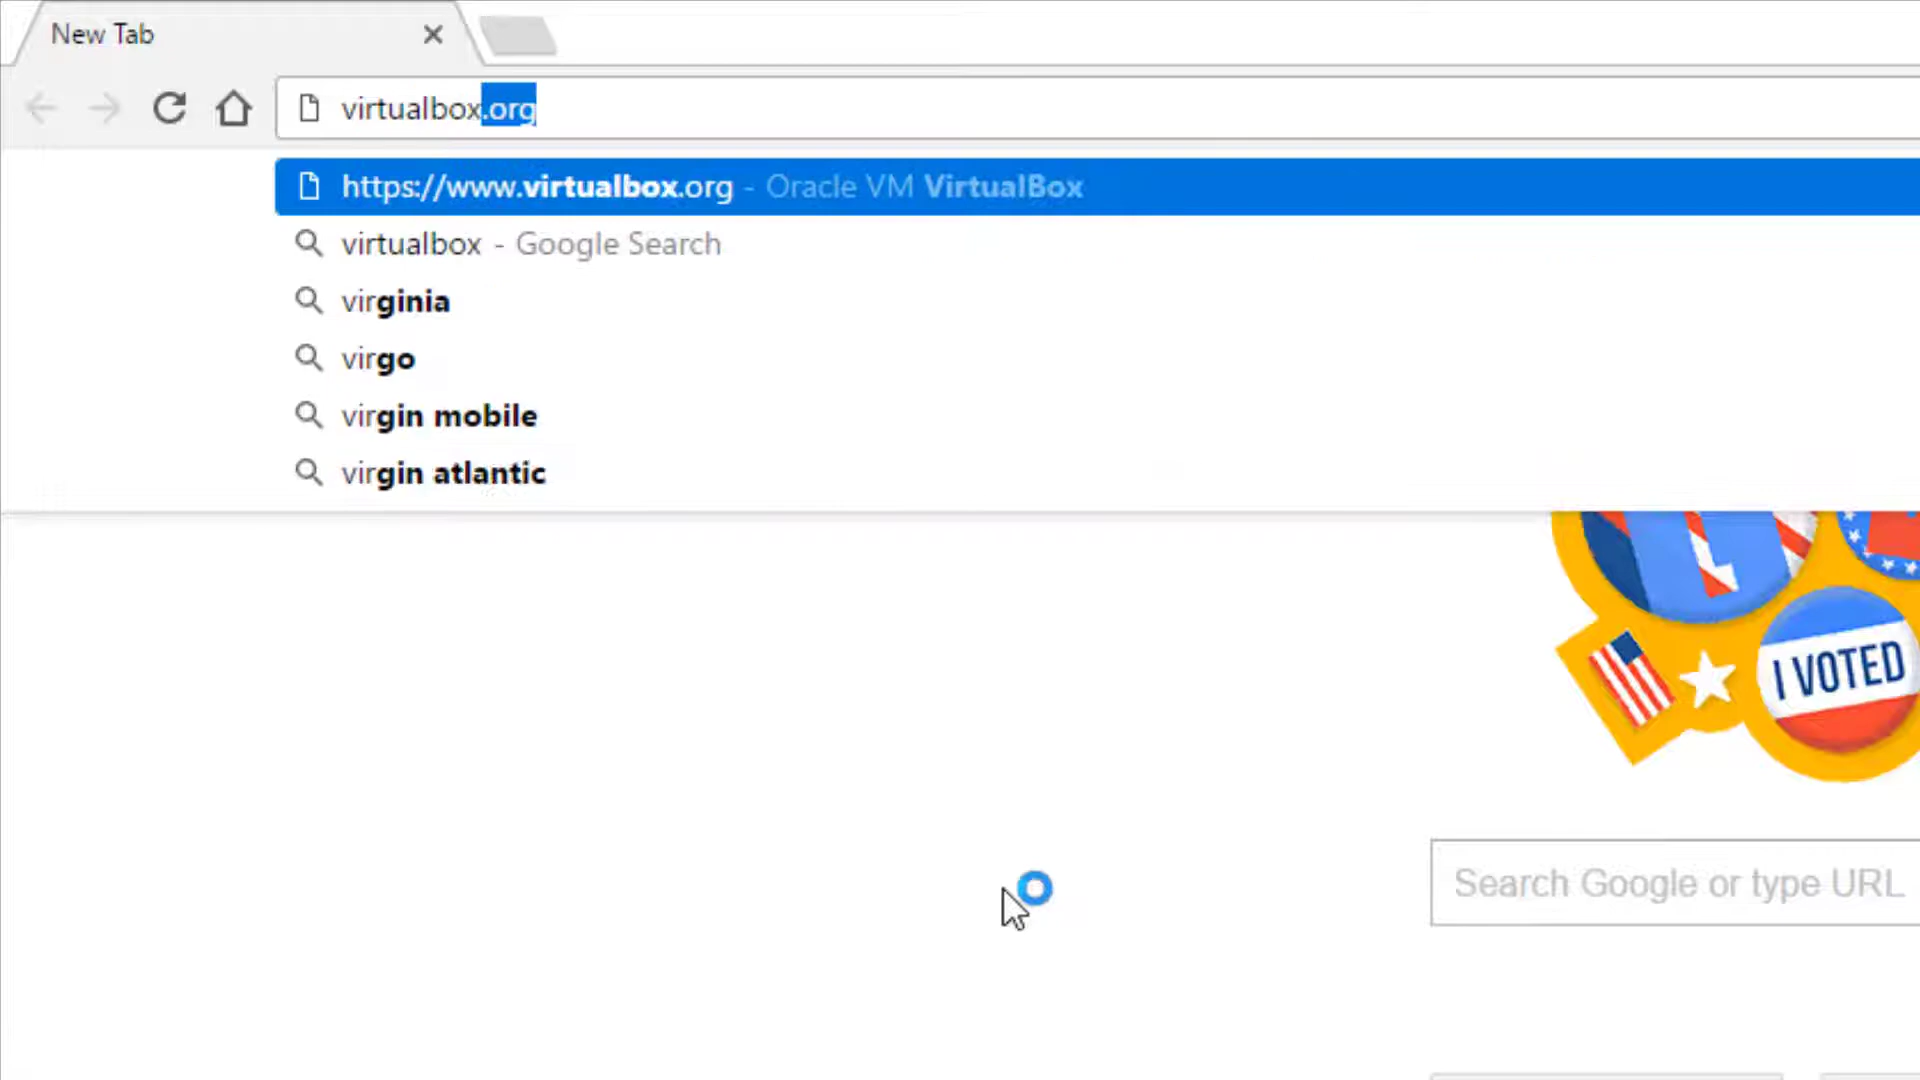 New Tab
virtualbox.org
https://www.virtualbox.org - Oracle VM VirtualBox
virtualbox - Google Search
virginia
virgo
virgin mobile
virgin atlantic
I VOTED
Search Google or type URL